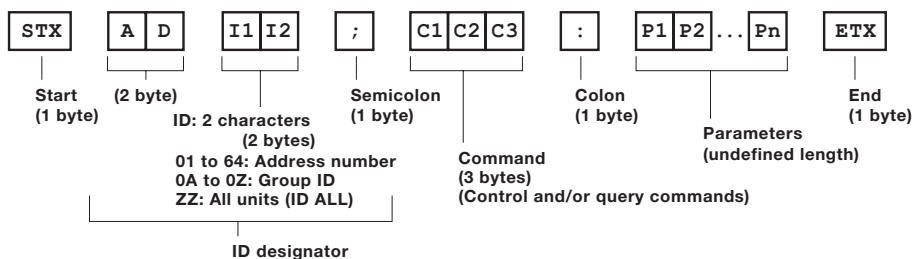 STX A D I1 I2 ; C1 C2 C3 : P1 P2 ... Pn ETX
Start
(1 byte)
(2 byte)
ID: 2 characters
(2 bytes)
01 to 64: Address number
0A to 0Z: Group ID
ZZ: All units (ID ALL)
ID designator
Semicolon
(1 byte)
Command
(3 bytes)
(Control and/or query commands)
Colon
(1 byte)
Parameters
(undefined length)
End
(1 byte)